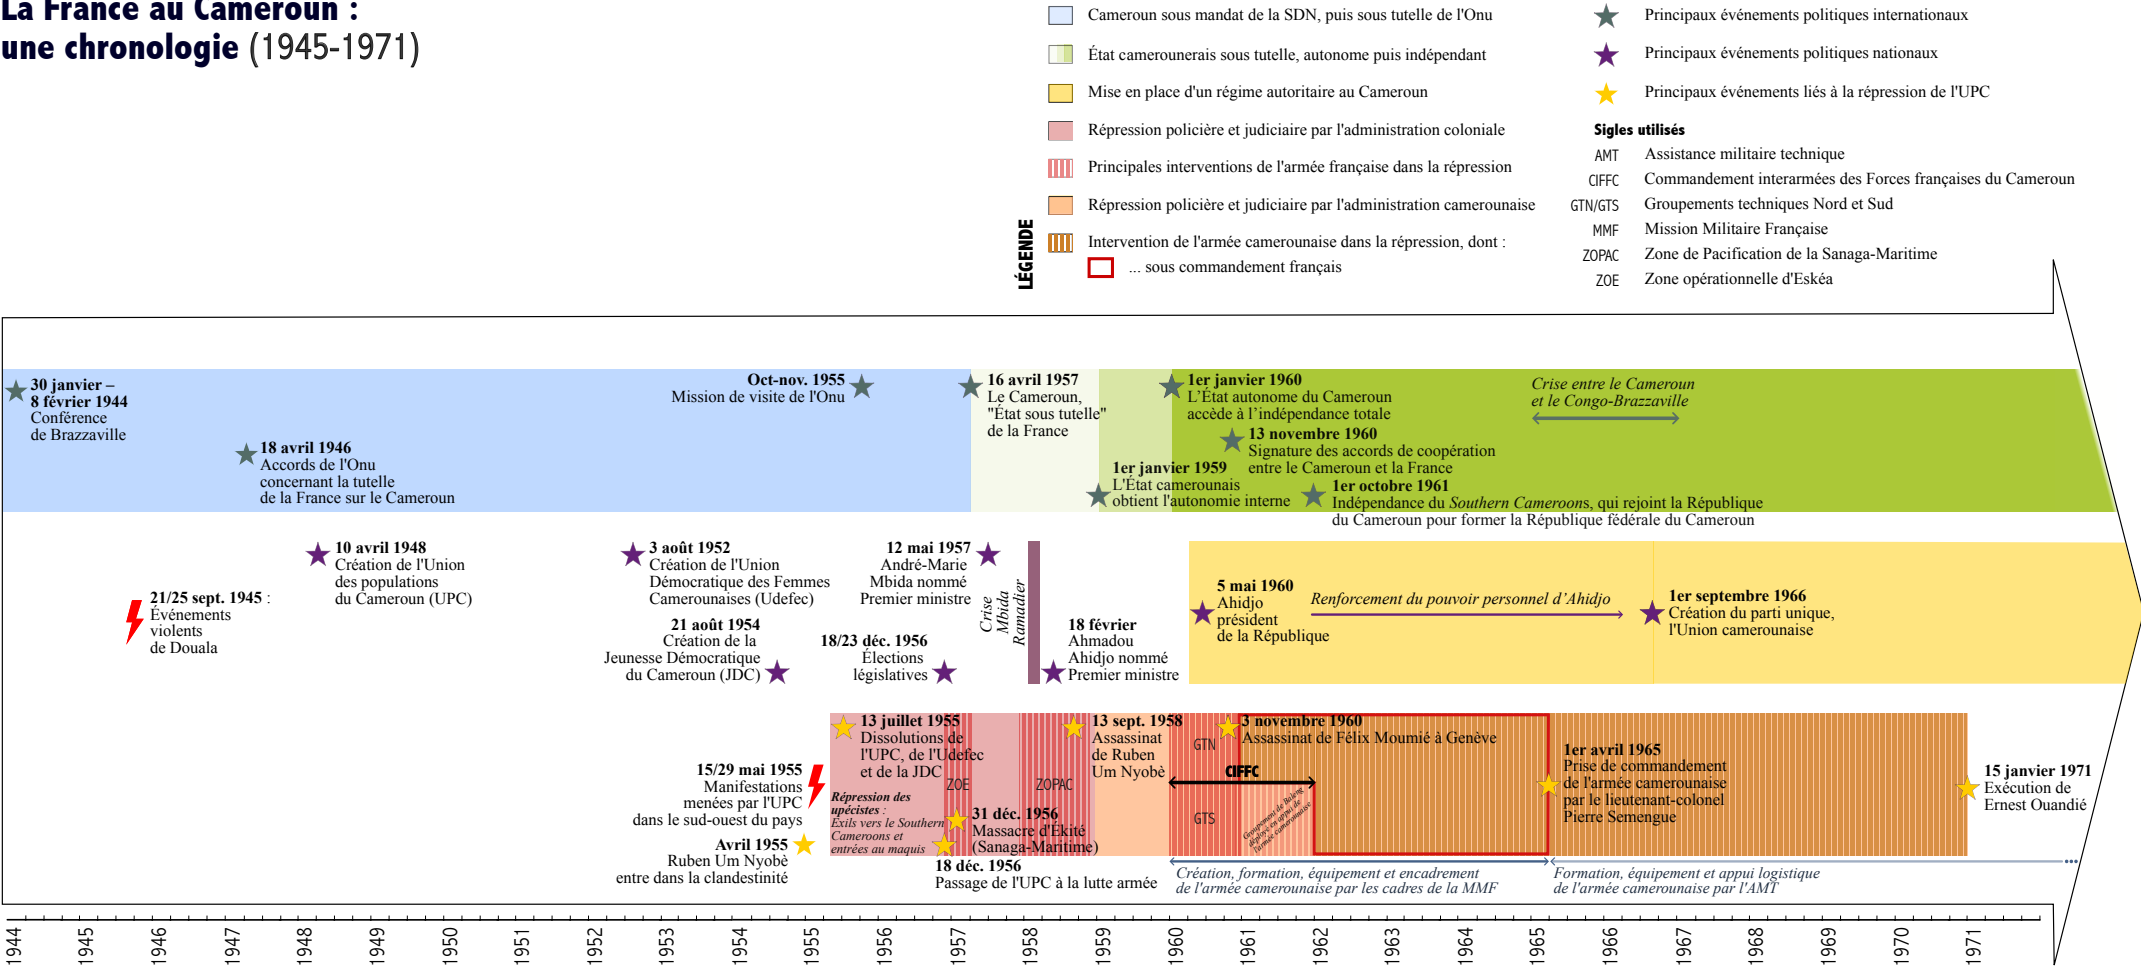 La France au Cameroun :
une chronologie (1945-1971)
LÉGENDE
Cameroun sous mandat de la SDN, puis sous tutelle de l'Onu
État camerounerais sous tutelle, autonome puis indépendant
Mise en place d'un régime autoritaire au Cameroun
Répression policière et judiciaire par l'administration coloniale
Principales interventions de l'armée française dans la répression
Répression policière et judiciaire par l'administration camerounaise
Intervention de l'armée camerounaise dans la répression, dont :
... sous commandement français
Principaux événements politiques internationaux
Principaux événements politiques nationaux
Principaux événements liés à la répression de l'UPC
Sigles utilisés
AMT Assistance militaire technique
CIFFC Commandement interarmées des Forces françaises du Cameroun
GTN/GTS Groupements techniques Nord et Sud
MMF Mission Militaire Française
ZOPAC Zone de Pacification de la Sanaga-Maritime
ZOE Zone opérationnelle d'Eskéa
30 janvier –
8 février 1944
Conférence
de Brazzaville
18 avril 1946
Accords de l'Onu
concernant la tutelle
de la France sur le Cameroun
Oct-nov. 1955
Mission de visite de l'Onu
16 avril 1957
Le Cameroun,
"État sous tutelle"
de la France
1er janvier 1959
L'État camerounais
obtient l'autonomie interne
1er janvier 1960
L’État autonome du Cameroun
accède à l’indépendance totale
13 novembre 1960
Signature des accords de coopération
entre le Cameroun et la France
1er octobre 1961
Indépendance du Southern Cameroons, qui rejoint la République
du Cameroun pour former la République fédérale du Cameroun
Crise entre le Cameroun
et le Congo-Brazzaville
21/25 sept. 1945 :
Événements
violents
de Douala
10 avril 1948
Création de l'Union
des populations
du Cameroun (UPC)
3 août 1952
Création de l'Union
Démocratique des Femmes
Camerounaises (Udefec)
21 août 1954
Création de la
Jeunesse Démocratique
du Cameroun (JDC)
12 mai 1957
André-Marie
Mbida nommé
Premier ministre
18/23 déc. 1956
Élections
législatives
Crise
Mbida
Ramadier
18 février
Ahmadou
Ahidjo nommé
Premier ministre
5 mai 1960
Ahidjo
président
de la République
Renforcement du pouvoir personnel d’Ahidjo
1er septembre 1966
Création du parti unique,
l'Union camerounaise
15/29 mai 1955
Manifestations
menées par l'UPC
dans le sud-ouest du pays
Avril 1955
Ruben Um Nyobè
entre dans la clandestinité
13 juillet 1955
Dissolutions de
l'UPC, de l'Udefec
et de la JDC
Répression des
upécistes :
Exils vers le Southern
Cameroons et
entrées au maquis
ZOE
31 déc. 1956
Massacre d'Ékité
(Sanaga-Maritime)
18 déc. 1956
Passage de l'UPC à la lutte armée
ZOPAC
13 sept. 1958
Assassinat
de Ruben
Um Nyobè
GTN
CIFFC
GTS
Groupement de Baleng
déployé en appui de
l'armée camerounaise
3 novembre 1960
Assassinat de Félix Moumié à Genève
1er avril 1965
Prise de commandement
de l'armée camerounaise
par le lieutenant-colonel
Pierre Semengue
15 janvier 1971
Exécution de
Ernest Ouandié
Création, formation, équipement et encadrement
de l'armée camerounaise par les cadres de la MMF
Formation, équipement et appui logistique
de l'armée camerounaise par l'AMT
1944 1945 1946 1947 1948 1949 1950 1951 1952 1953 1954 1955 1956 1957 1958 1959 1960 1961 1962 1963 1964 1965 1966 1967 1968 1969 1970 1971